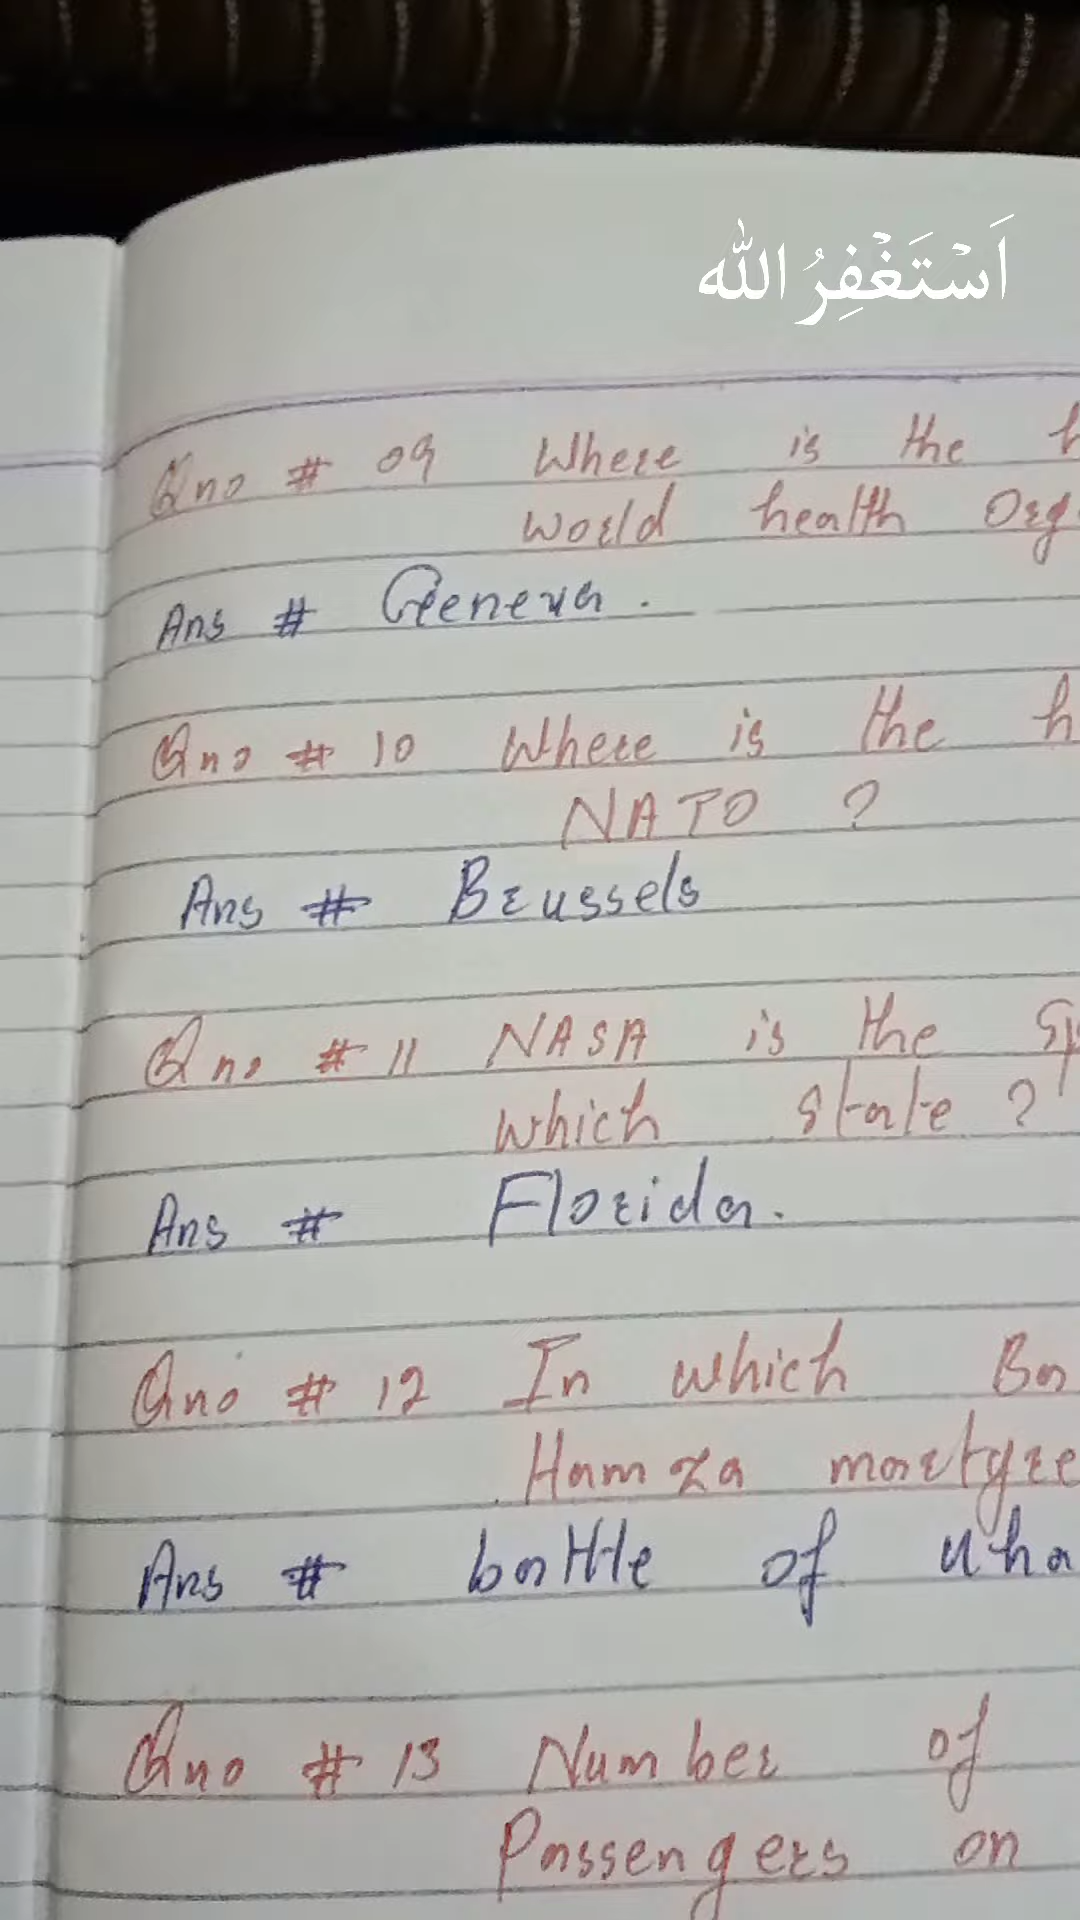 اَسْتَغْفِرُ الله
Qno # 09 Where is the
world health
Ans # Geneva.
Qno # 10 Where is the
NATO ?
Ans # Brussels
Qno # 11 NASA is the
which state ?
Ans # Florida.
Qno # 12 In which
Hamza
Ans # battle of
Qno # 13 Number of
Passengers on